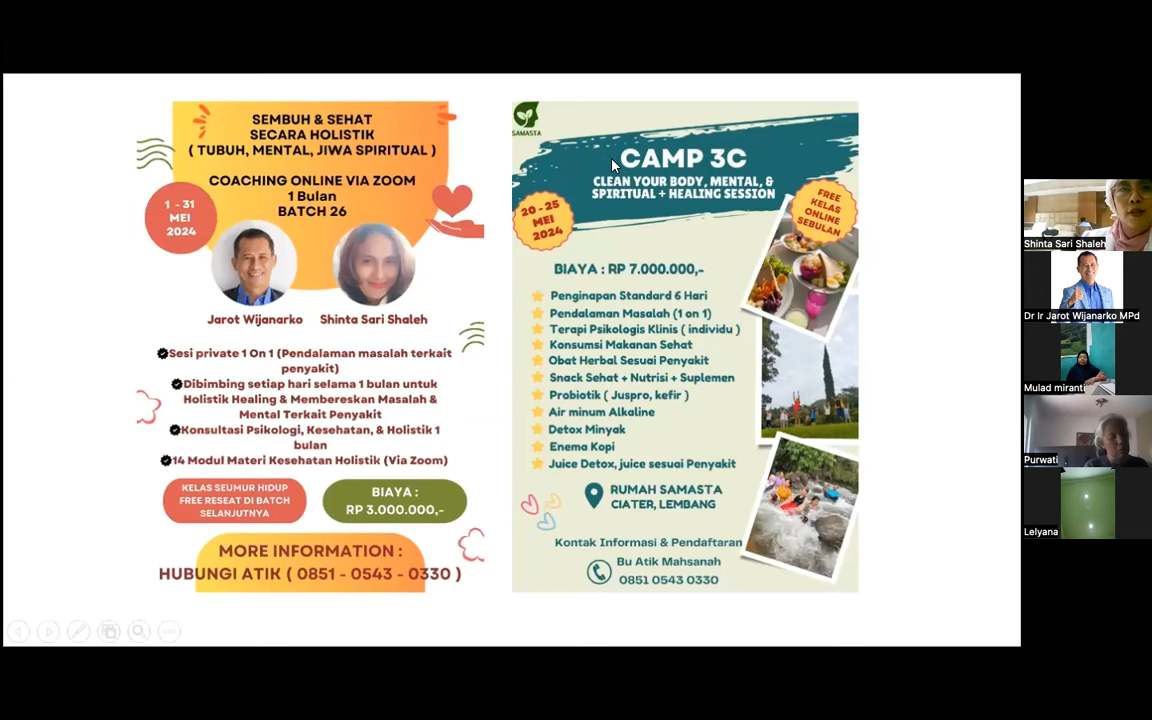 SEMBUH & SEHAT
SECARA HOLISTIK
( TUBUH, MENTAL, JIWA SPIRITUAL )
COACHING ONLINE VIA ZOOM
1 Bulan
BATCH 26
1 - 31
MEI
2024
Jarot Wijanarko
Shinta Sari Shaleh
Sesi private 1 On 1 (Pendalaman masalah terkait
penyakit)
Dibimbing setiap hari selama 1 bulan untuk
Holistik Healing & Membereskan Masalah &
Mental Terkait Penyakit
Konsultasi Psikologi, Kesehatan, & Holistik 1
bulan
14 Modul Materi Kesehatan Holistik (Via Zoom)
KELAS SEUMUR HIDUP
FREE RESEAT DI BATCH
SELANJUTNYA
BIAYA :
RP 3.000.000,-
MORE INFORMATION :
HUBUNGI ATIK ( 0851 - 0543 - 0330 )
SAMASTA
CAMP 3C
CLEAN YOUR BODY, MENTAL, &
SPIRITUAL + HEALING SESSION
20 - 25
MEI
2024
FREE
KELAS
ONLINE
SEBULAN
BIAYA : RP 7.000.000,-
Penginapan Standard 6 Hari
Pendalaman Masalah (1 on 1)
Terapi Psikologis Klinis ( individu )
Konsumsi Makanan Sehat
Obat Herbal Sesuai Penyakit
Snack Sehat + Nutrisi + Suplemen
Probiotik ( Juspro, kefir )
Air minum Alkaline
Detox Minyak
Enema Kopi
Juice Detox, juice sesuai Penyakit
RUMAH SAMASTA
CIATER, LEMBANG
Kontak Informasi & Pendaftaran
Bu Atik Mahsanah
0851 0543 0330
Shinta Sari Shaleh
Dr Ir Jarot Wijanarko MPd
Mulad miranti
Purwati
Lelyana